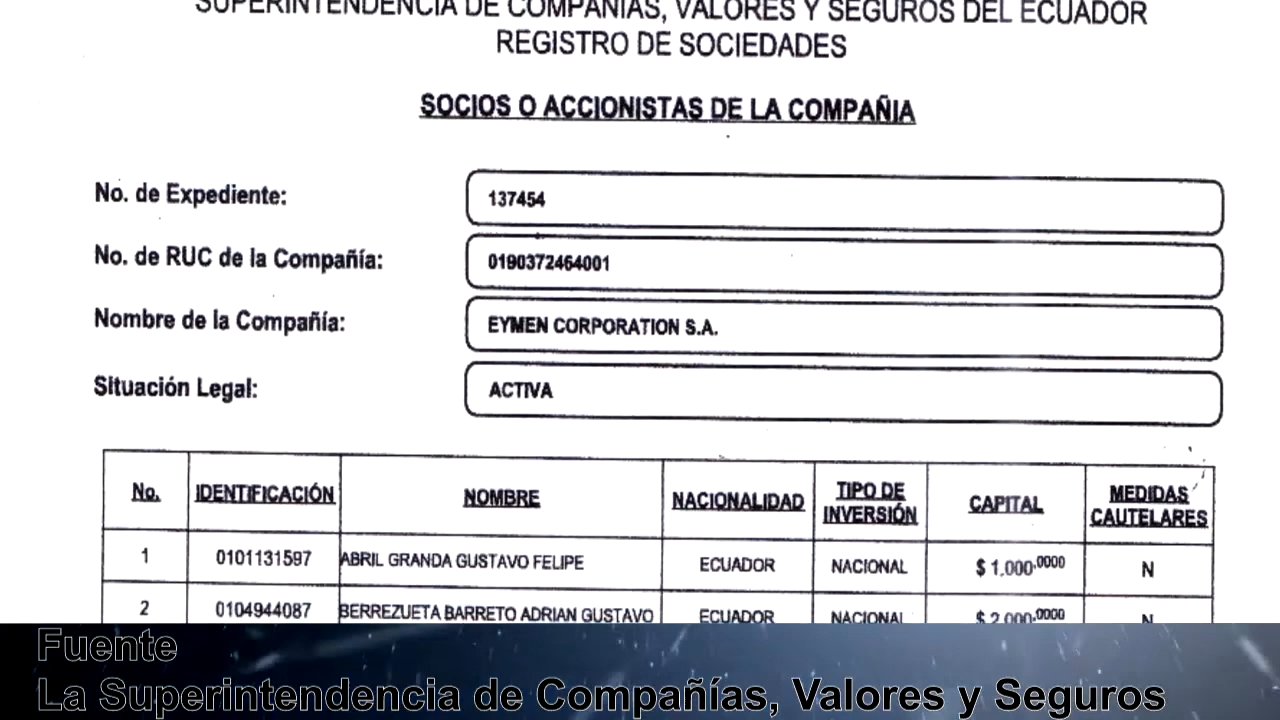 SUPERINTENDENCIA DE COMPAÑÍAS, VALORES Y SEGUROS DEL ECUADOR
REGISTRO DE SOCIEDADES
SOCIOS O ACCIONISTAS DE LA COMPAÑIA
No. de Expediente: 137454
No. de RUC de la Compañía: 0190372464001
Nombre de la Compañía: EYMEN CORPORATION S.A.
Situación Legal: ACTIVA
No. IDENTIFICACIÓN NOMBRE NACIONALIDAD TIPO DE INVERSIÓN CAPITAL MEDIDAS CAUTELARES
1 0101131597 ABRIL GRANDA GUSTAVO FELIPE ECUADOR NACIONAL $ 1.000,0000 N
2 0104944087 BERREZUETA BARRETO ADRIAN GUSTAVO ECUADOR NACIONAL $ 2.000,0000 N
Fuente
La Superintendencia de Compañías, Valores y Seguros